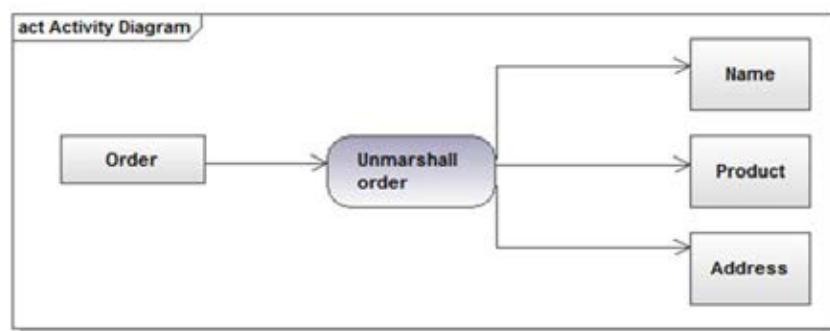 act Activity Diagram
Name
Order
Unmarshall
order
Product
Address